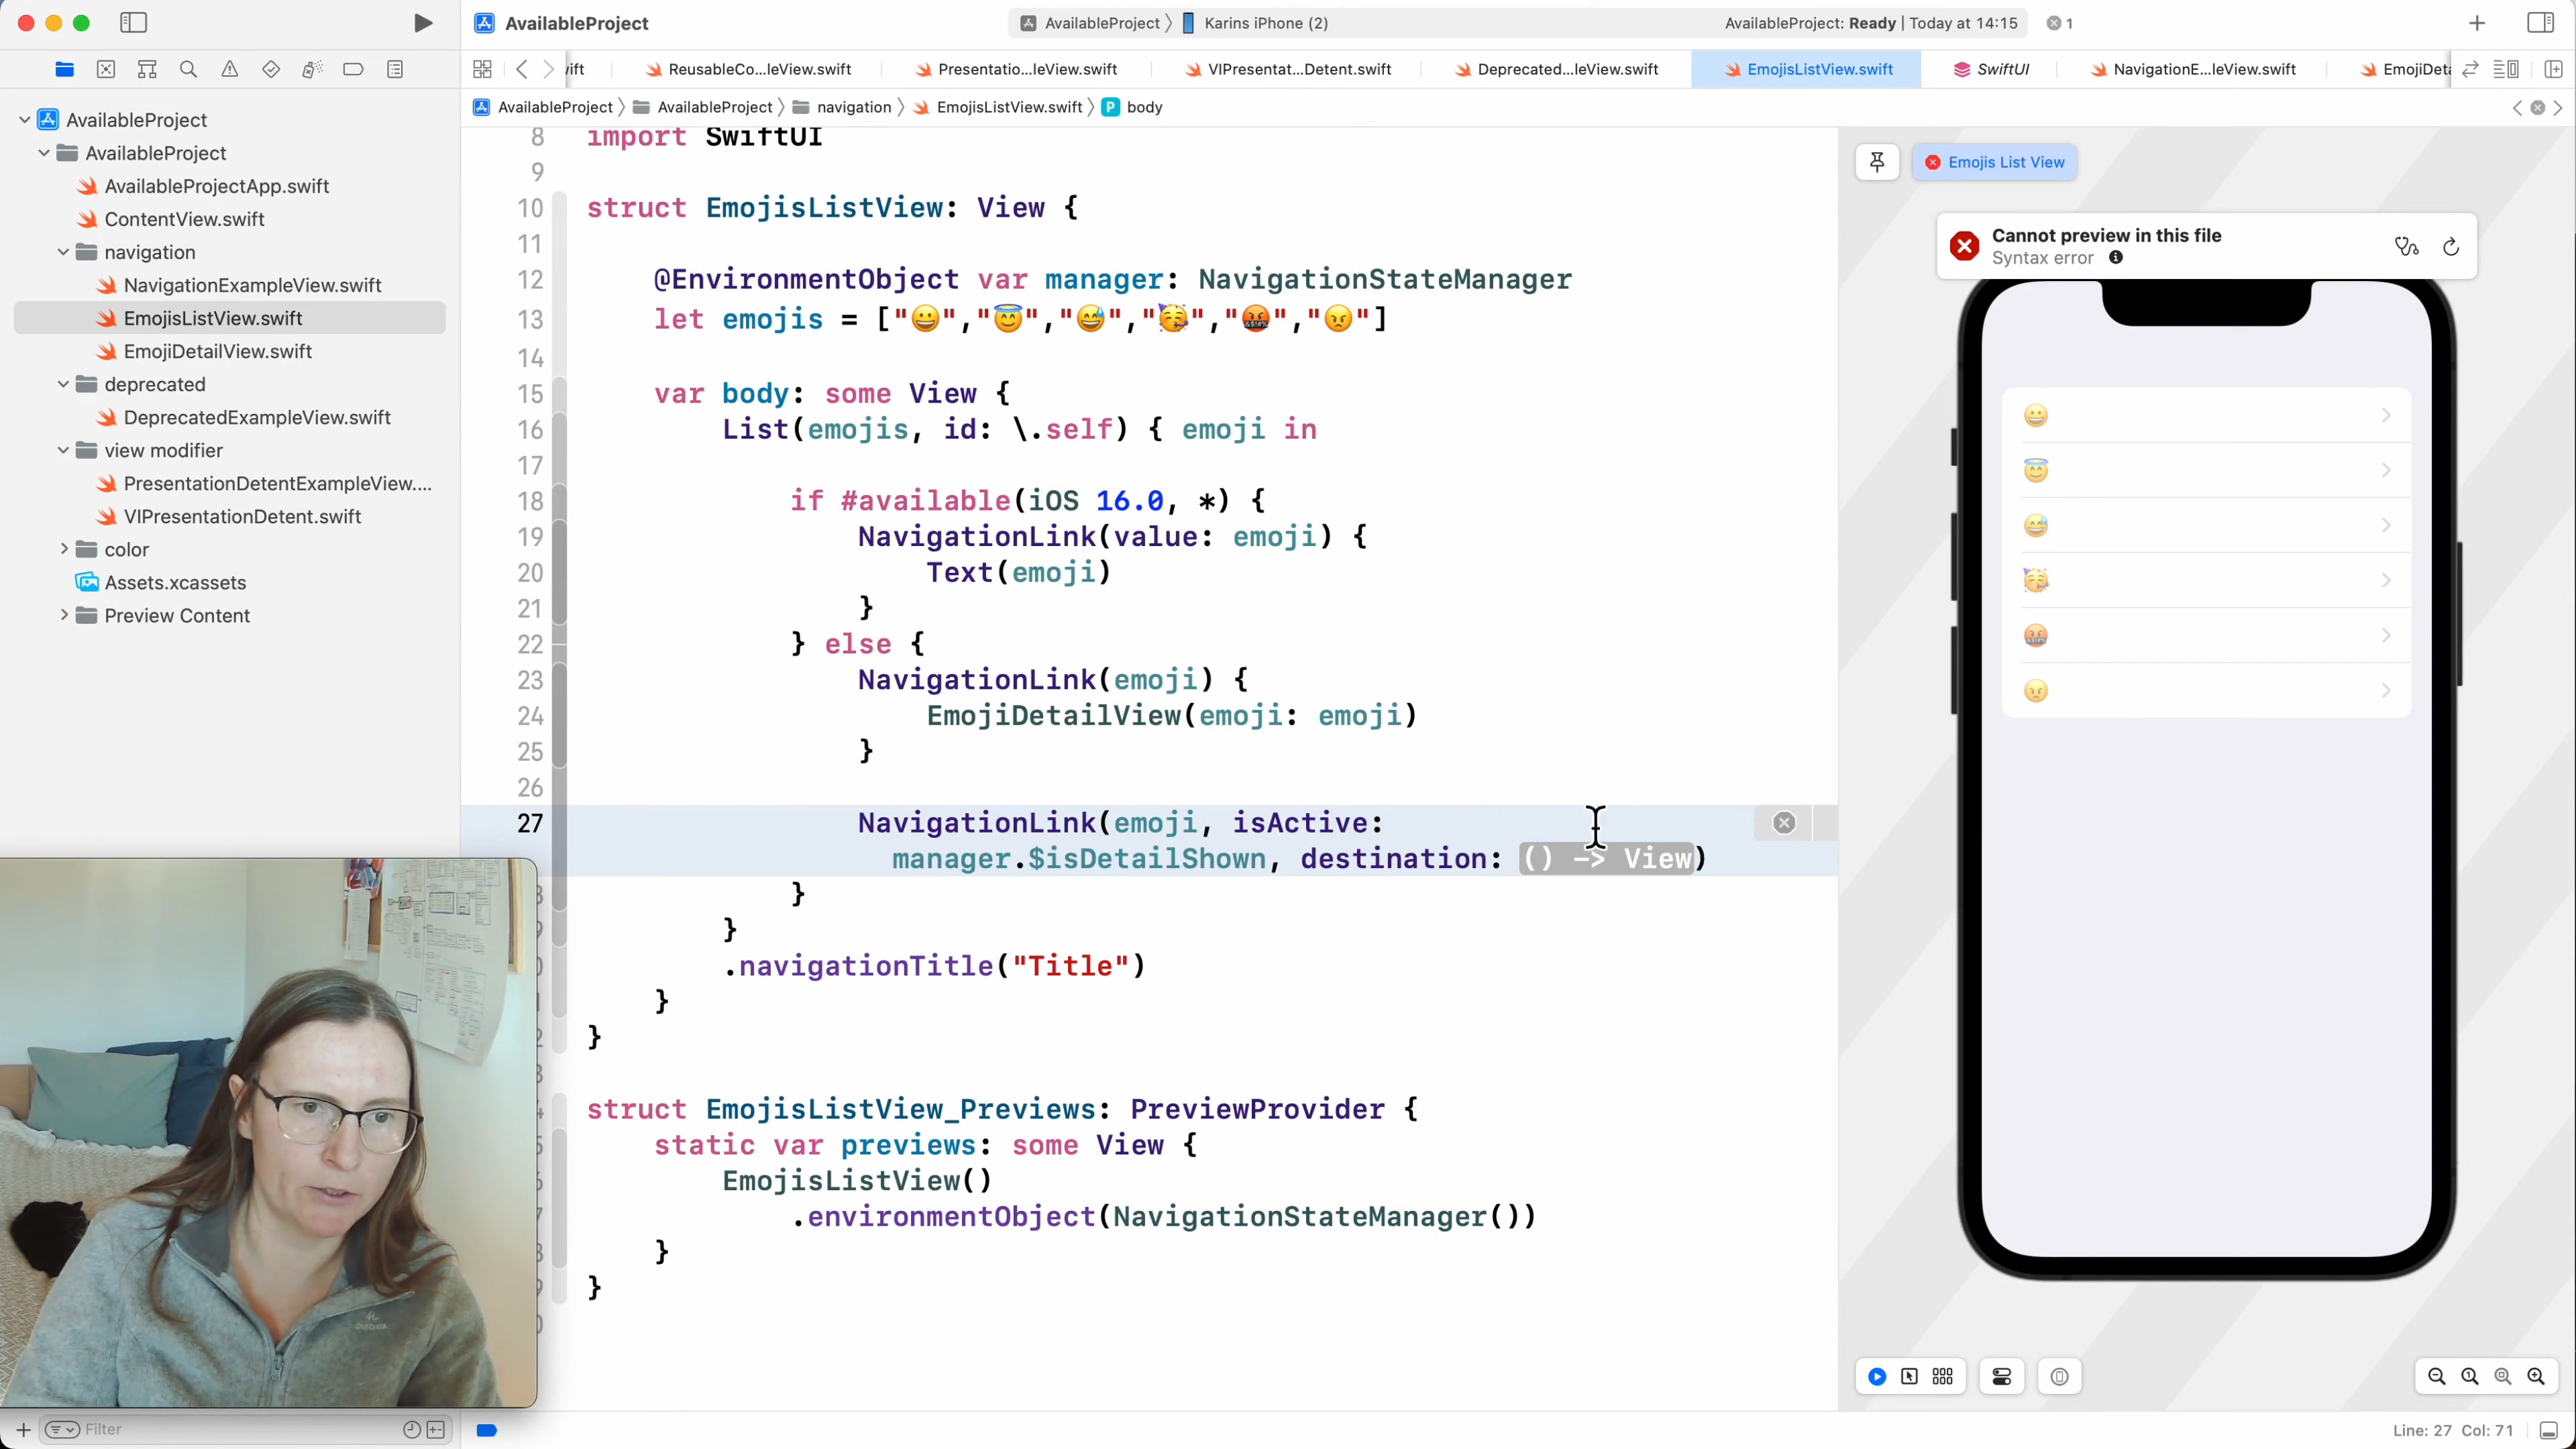 AvailableProject
AvailableProject 〉 Karins iPhone (2)
AvailableProject: Ready | Today at 14:15
1
ift
ReusableCo...leView.swift
Presentatio...leView.swift
VIPresentat...Detent.swift
Deprecated...leView.swift
EmojisListView.swift
SwiftUI
NavigationE...leView.swift
EmojiDeta
AvailableProject 〉 AvailableProject 〉 navigation 〉 EmojisListView.swift 〉 P body
AvailableProject
AvailableProject
AvailableProjectApp.swift
ContentView.swift
navigation
NavigationExampleView.swift
EmojisListView.swift
EmojiDetailView.swift
deprecated
DeprecatedExampleView.swift
view modifier
PresentationDetentExampleView....
VIPresentationDetent.swift
color
Assets.xcassets
Preview Content
Filter
8 import SwiftUI
9
10 struct EmojisListView: View {
11
12 @EnvironmentObject var manager: NavigationStateManager
13 let emojis = ["😀","😇","😅","🥳","🤬","😠"]
14
15 var body: some View {
16 List(emojis, id: \.self) { emoji in
17
18 if #available(iOS 16.0, *) {
19 NavigationLink(value: emoji) {
20 Text(emoji)
21 }
22 } else {
23 NavigationLink(emoji) {
24 EmojiDetailView(emoji: emoji)
25 }
26
27 NavigationLink(emoji, isActive:
manager.$isDetailShown, destination: () -> View)
}
}
.navigationTitle("Title")
}
}
struct EmojisListView_Previews: PreviewProvider {
static var previews: some View {
EmojisListView()
.environmentObject(NavigationStateManager())
}
}
Emojis List View
Cannot preview in this file
Syntax error
Line: 27 Col: 71